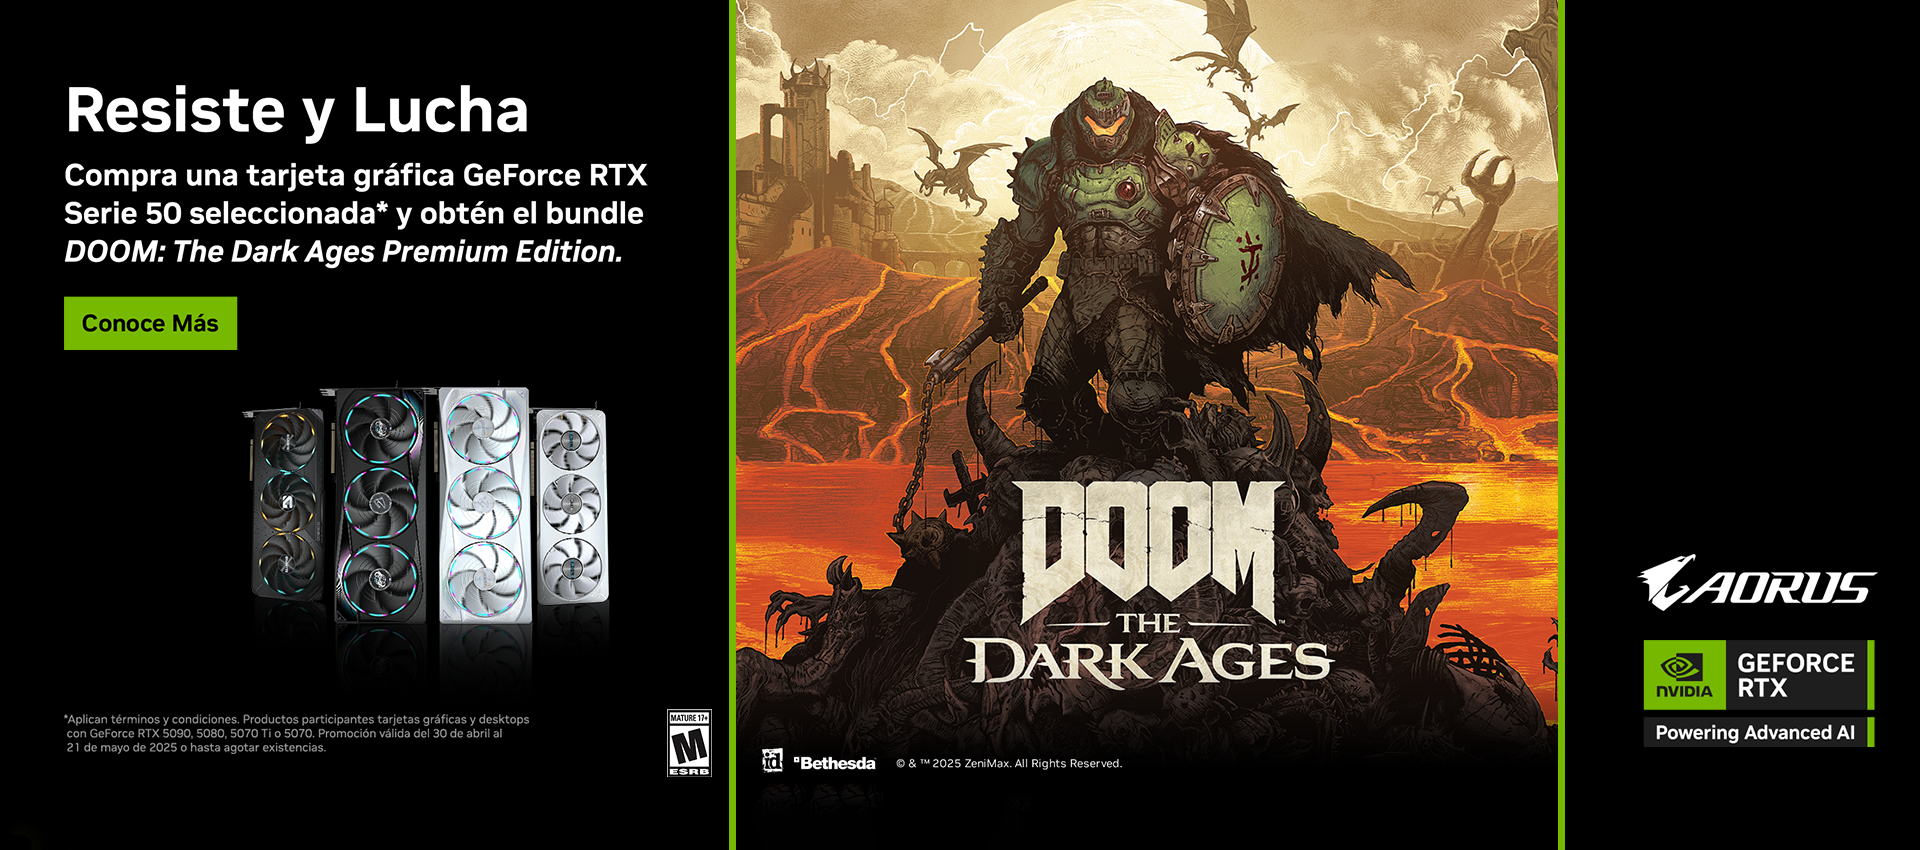 Resiste y Lucha
Compra una tarjeta gráfica GeForce RTX
Serie 50 seleccionada* y obtén el bundle
DOOM: The Dark Ages Premium Edition.
Conoce Más
*Aplican términos y condiciones. Productos participantes tarjetas gráficas y desktops
con GeForce RTX 5090, 5080, 5070 Ti o 5070. Promoción válida del 30 de abril al
21 de mayo de 2025 o hasta agotar existencias.
MATURE 17+
M
ESRB
DOOM
™
THE
DARK AGES
id
Bethesda
© & ™ 2025 ZeniMax. All Rights Reserved.
AORUS
NVIDIA
GEFORCE
RTX
Powering Advanced AI